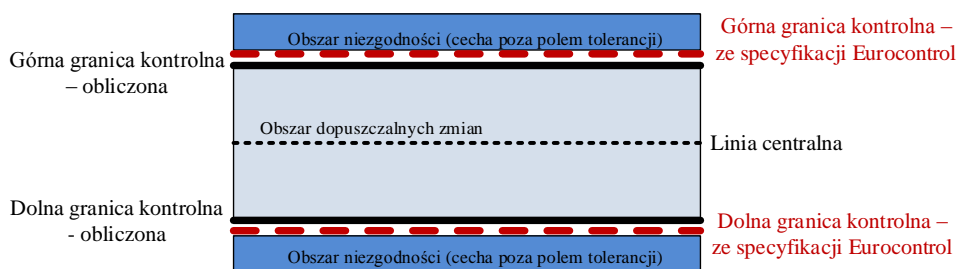 Obszar niezgodności (cecha poza polem tolerancji)
Górna granica kontrolna –
ze specyfikacji Eurocontrol
Górna granica kontrolna
– obliczona
Obszar dopuszczalnych zmian
Linia centralna
Dolna granica kontrolna
- obliczona
Dolna granica kontrolna –
ze specyfikacji Eurocontrol
Obszar niezgodności (cecha poza polem tolerancji)